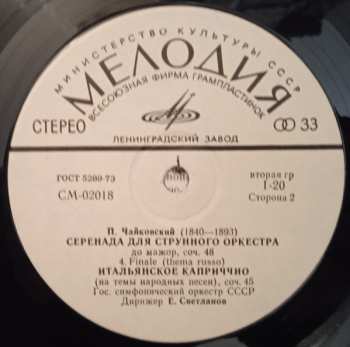 МИНИСТЕРСТВО КУЛЬТУРЫ СССР
МЕЛОДИЯ
ВСЕСОЮЗНАЯ ФИРМА ГРАМПЛАСТИНОК
СТЕРЕО
33
ЛЕНИНГРАДСКИЙ ЗАВОД
ГОСТ 5289-73
СМ-02018
вторая гр
1-20
Сторона 2
П. Чайковский (1840—1893)
СЕРЕНАДА ДЛЯ СТРУННОГО ОРКЕСТРА
до мажор, соч. 48
4. Finale (thema russo)
ИТАЛЬЯНСКОЕ КАПРИЧЧИО
(на темы народных песен), соч. 45
Гос. симфонический оркестр СССР
Дирижер Е. Светланов